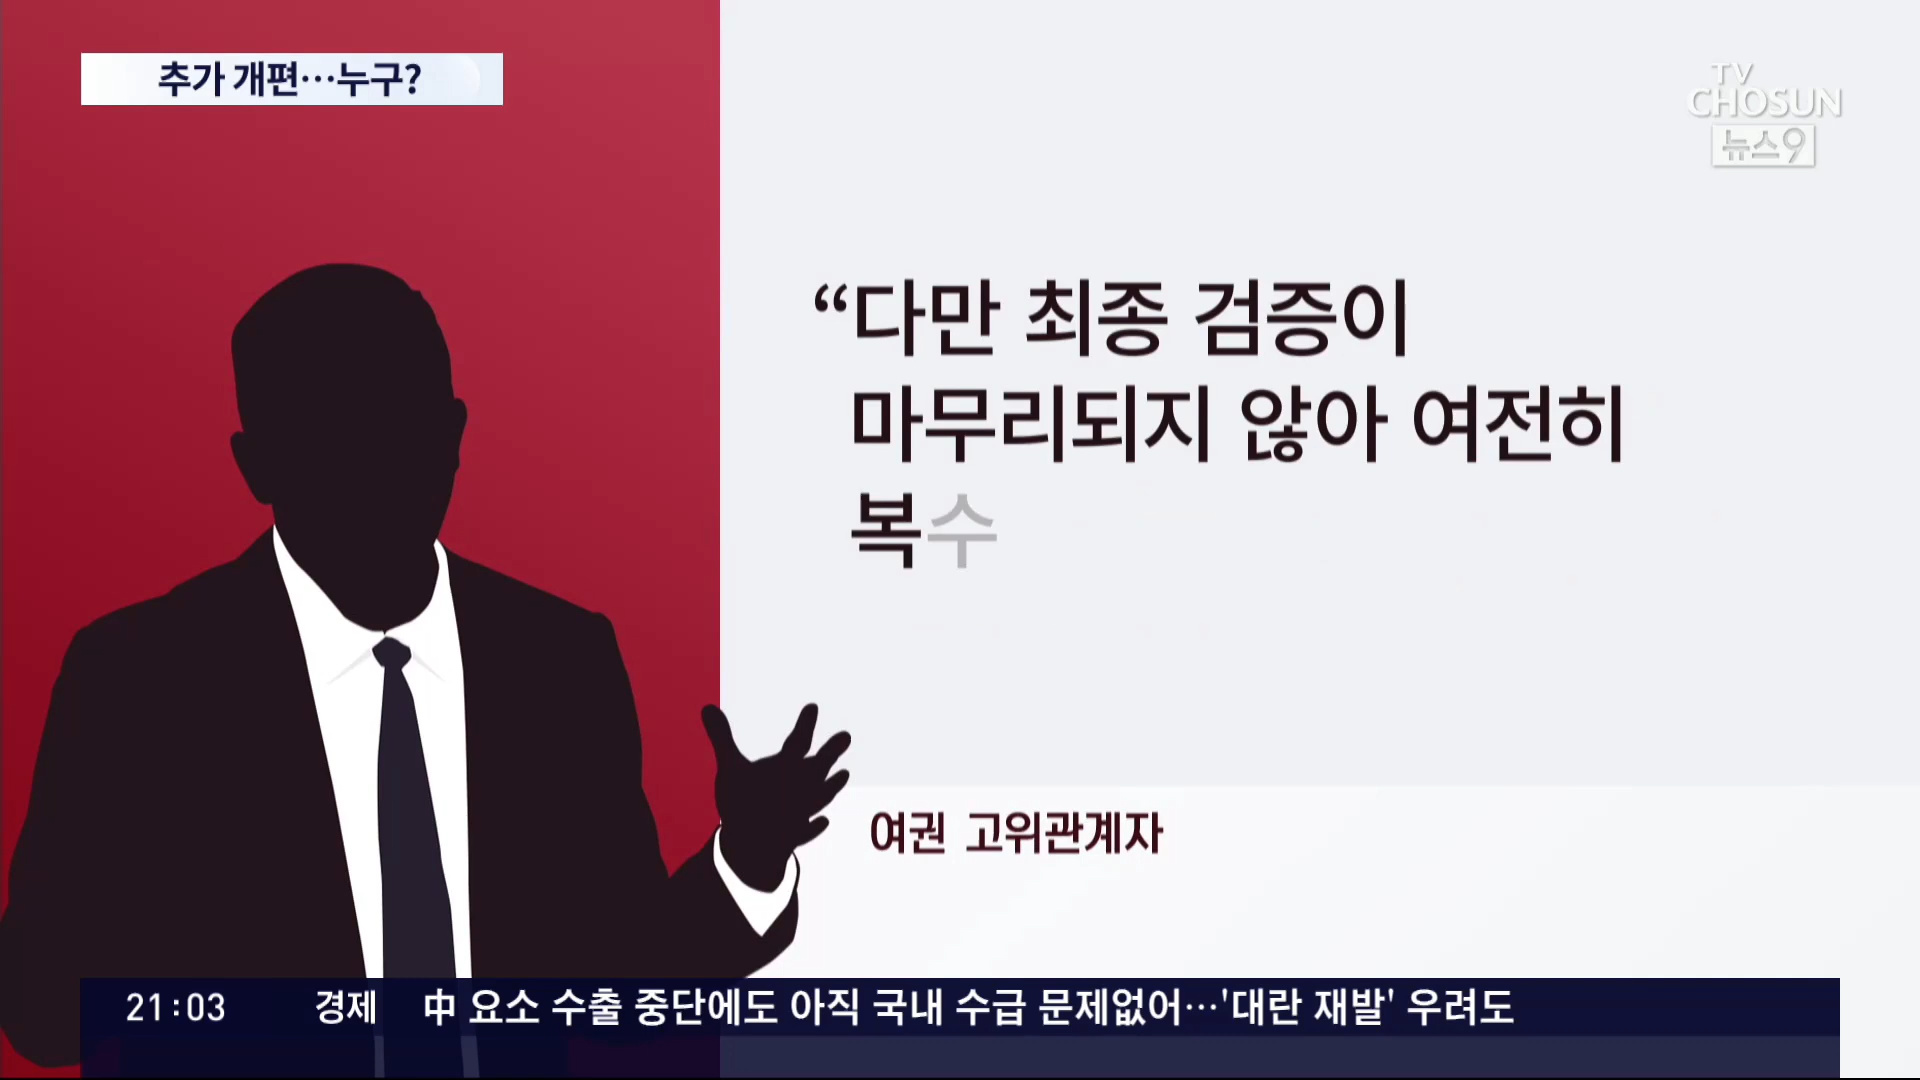 추가 개편…누구?
TV
CHOSUN
뉴스9
“다만 최종 검증이
마무리되지 않아 여전히
복수
여권 고위관계자
21:03 경제 中 요소 수출 중단에도 아직 국내 수급 문제없어…'대란 재발' 우려도